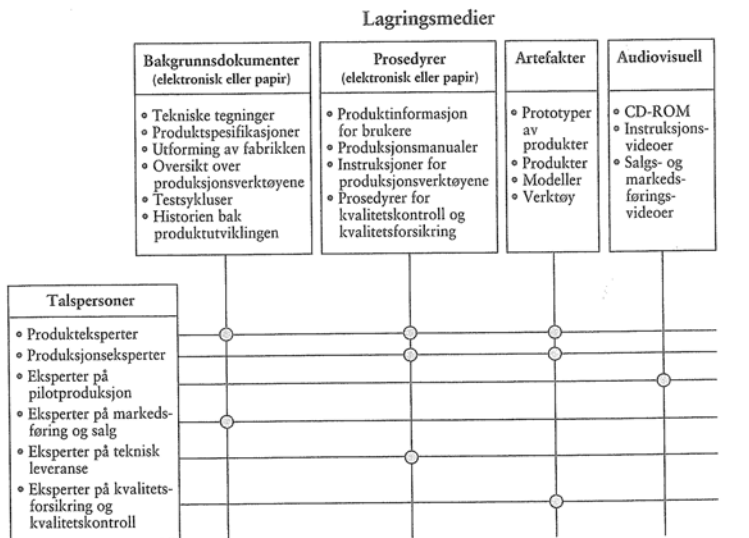 Lagringsmedier
Bakgrunnsdokumenter
(elektronisk eller papir)
• Tekniske tegninger
• Produktspesifikasjoner
• Utforming av fabrikken
• Oversikt over
produksjonsverktøyene
• Testsykluser
• Historien bak
produktutviklingen
Prosedyrer
(elektronisk eller papir)
• Produktinformasjon
for brukere
• Produksjonsmanualer
• Instruksjoner for
produksjonsverktøyene
• Prosedyrer for
kvalitetskontroll og
kvalitetsforsikring
Artefakter
• Prototyper
av
produkter
• Produkter
• Modeller
• Verktøy
Audiovisuell
• CD-ROM
• Instruksjons-
videoer
• Salgs- og
markeds-
førings-
videoer
Talspersoner
• Produkteksperter
• Produksjonseksperter
• Eksperter på
pilotproduksjon
• Eksperter på markeds-
føring og salg
• Eksperter på teknisk
leveranse
• Eksperter på kvalitets-
forsikring og
kvalitetskontroll